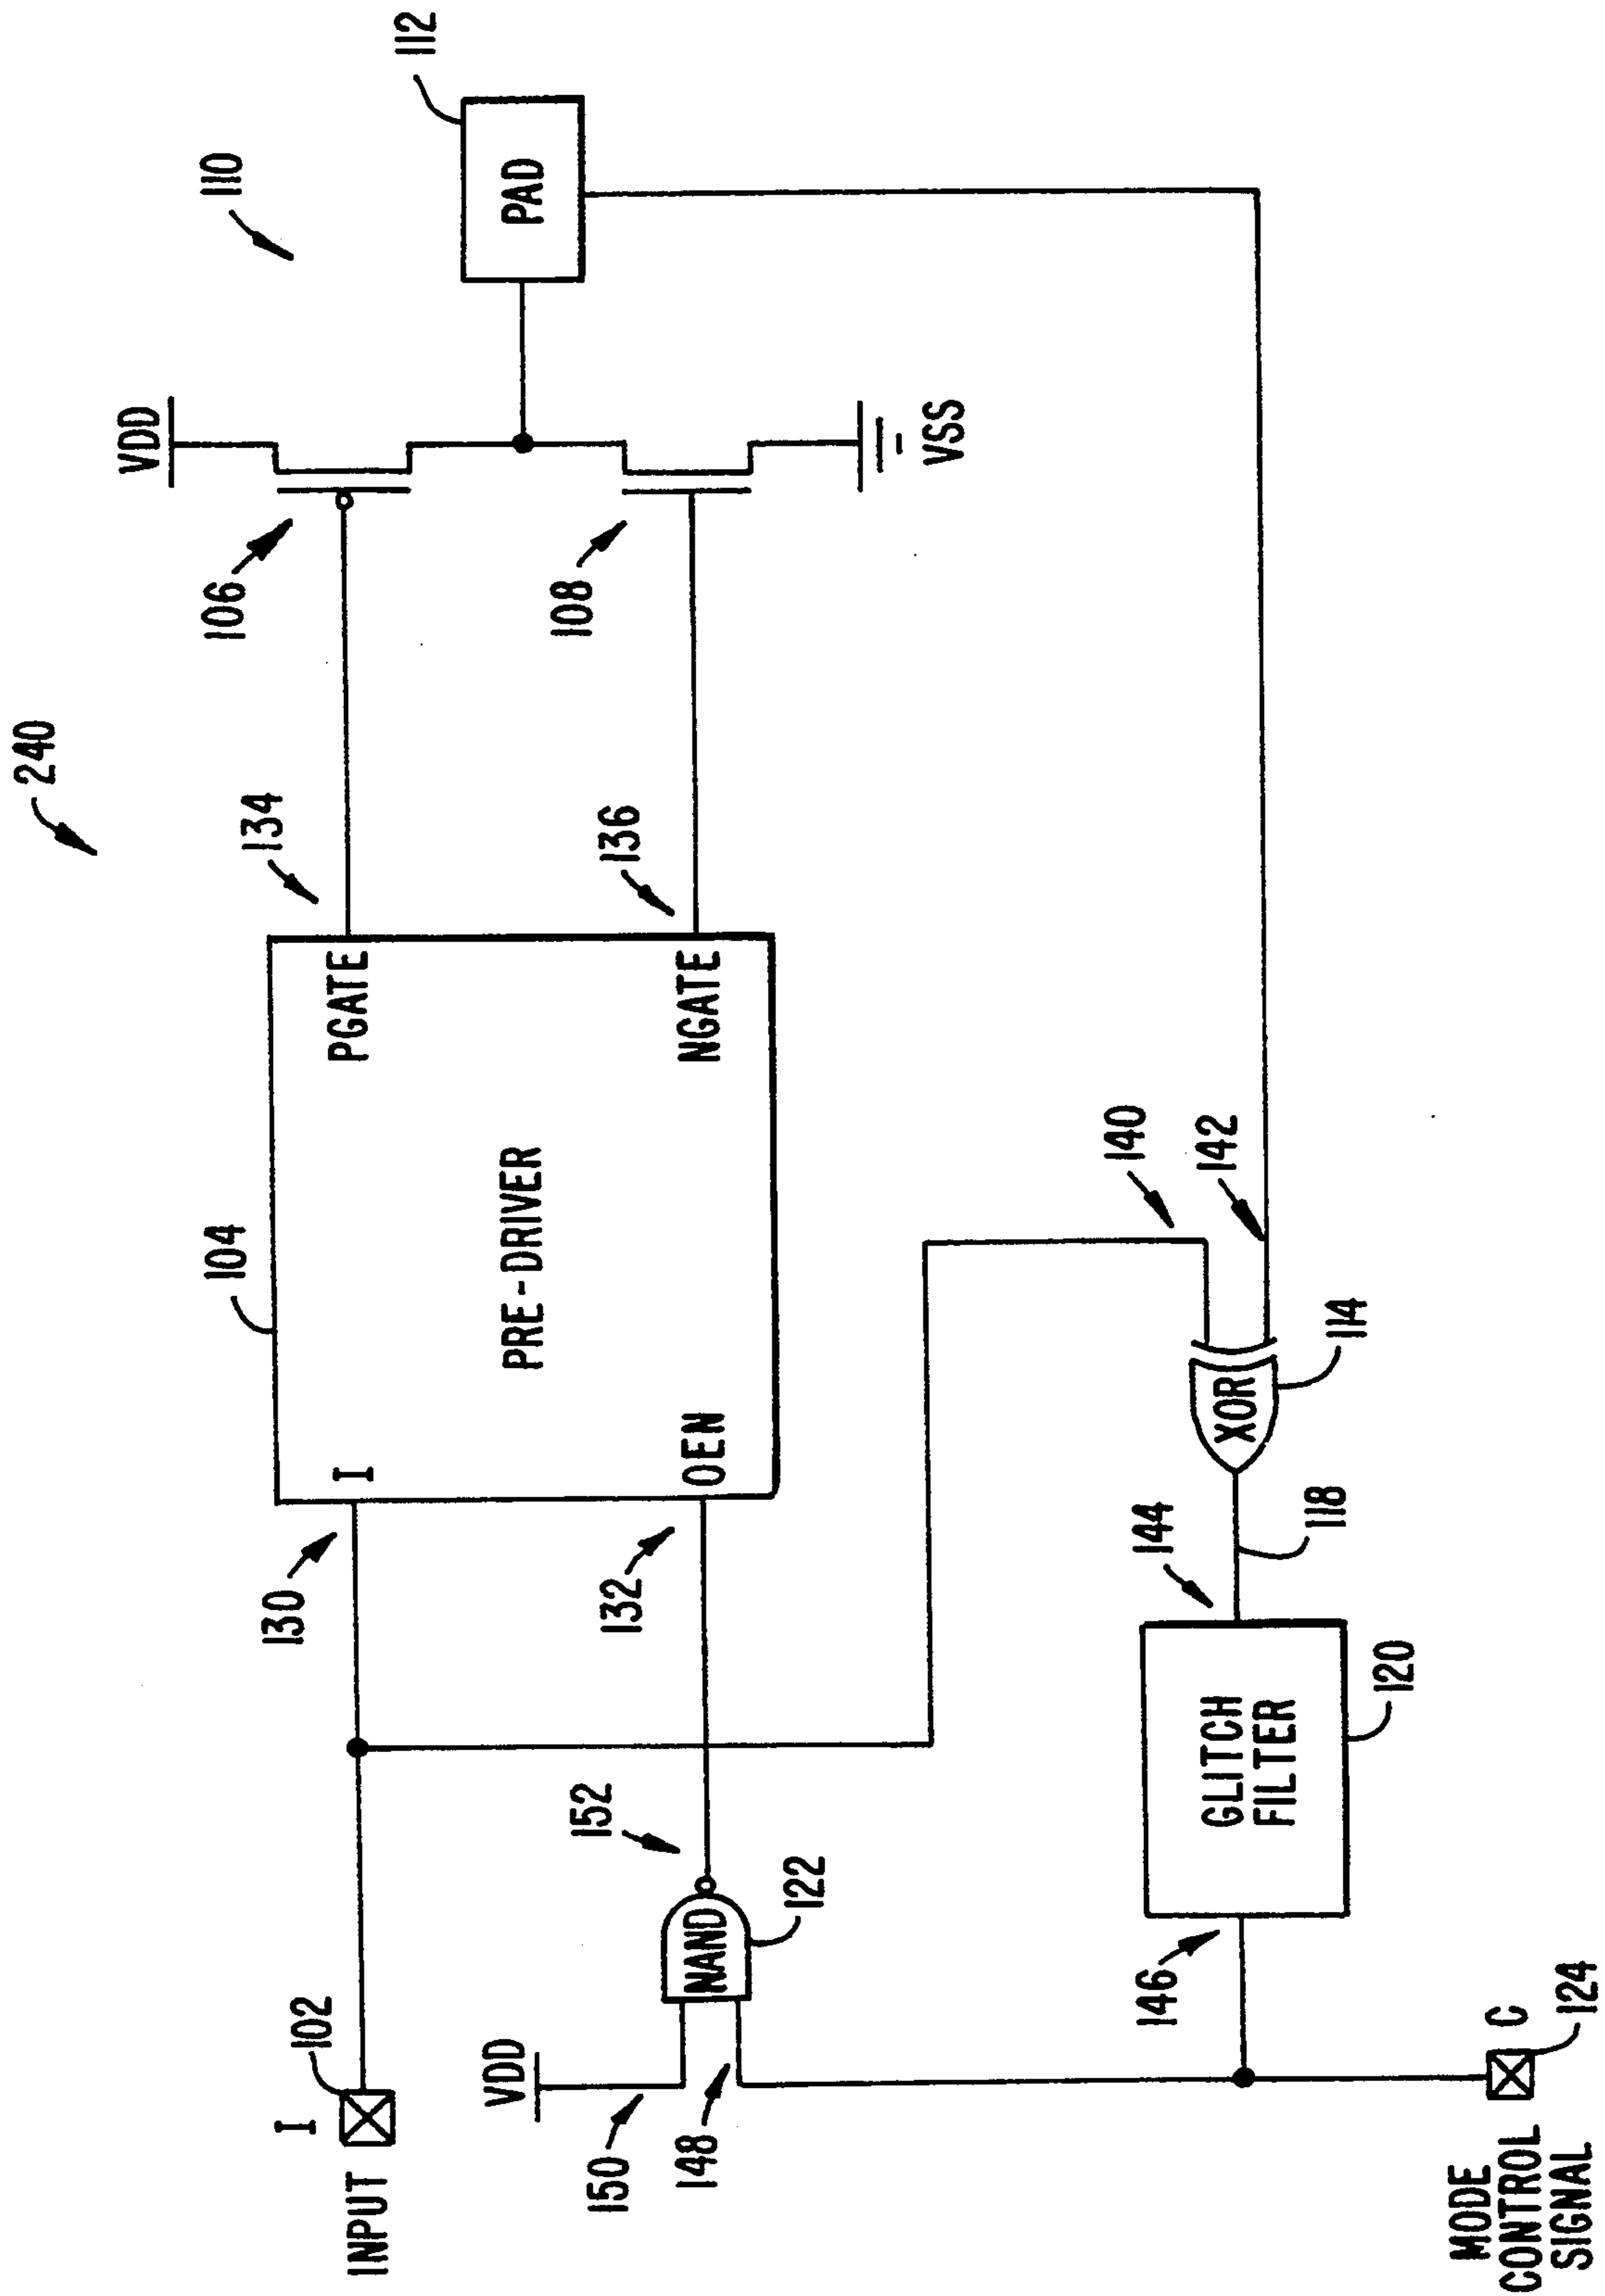 240
110
VDD
106
134
112
PAD
104
I
PGATE
102
I
INPUT
130
PRE-DRIVER
108
136
NGATE
OEN
132
VSS
VDD
150
148
NAND
152
122
140
142
XOR
114
144
118
GLITCH
FILTER
120
146
C
124
MODE
CONTROL
SIGNAL